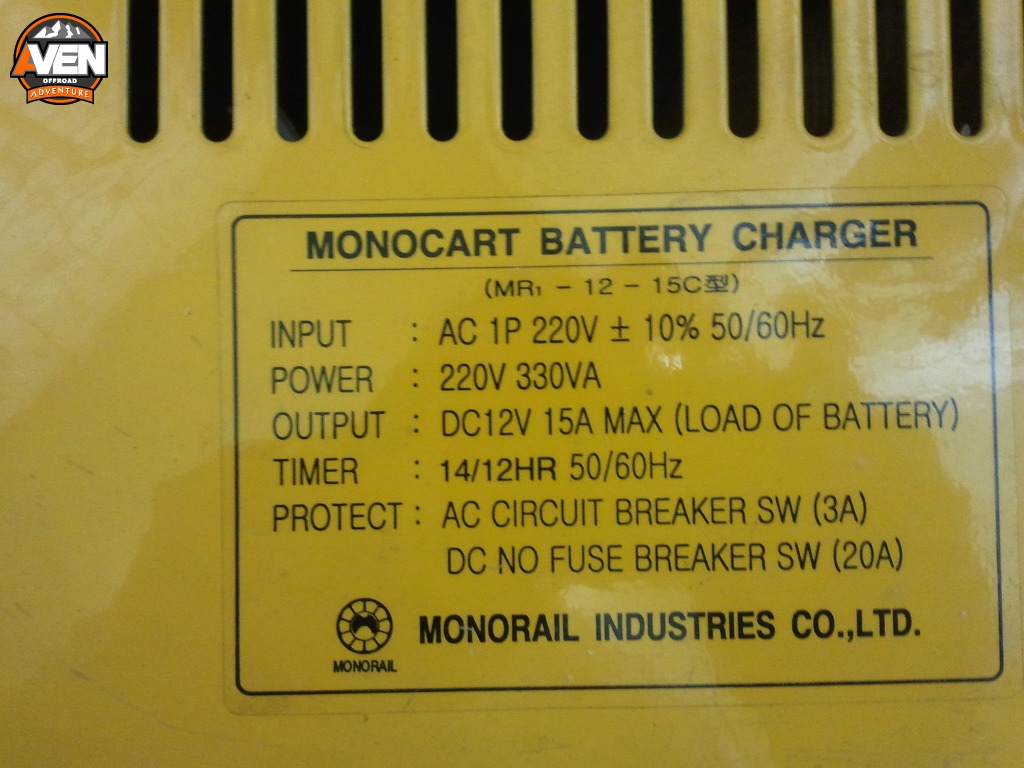 AVEN
OFFROAD
ADVENTURE
MONOCART BATTERY CHARGER
(MR₁ - 12 - 15C型)
INPUT : AC 1P 220V ± 10% 50/60Hz
POWER : 220V 330VA
OUTPUT : DC12V 15A MAX (LOAD OF BATTERY)
TIMER : 14/12HR 50/60Hz
PROTECT : AC CIRCUIT BREAKER SW (3A)
DC NO FUSE BREAKER SW (20A)
MONORAIL INDUSTRIES CO.,LTD.
MONORAIL